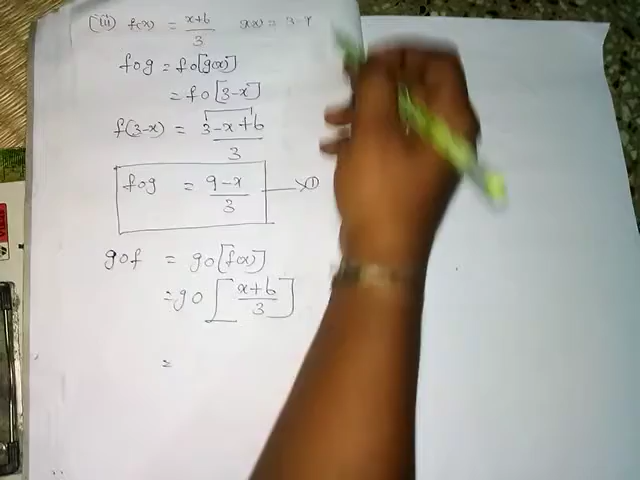 (iii) f(x) = x+6/3 g(x) = 3-x
fog = fo[g(x)]
= fo[3-x]
f(3-x) = 3-x+6/3
fog = 9-x/3 → ①
gof = go[f(x)]
= go[x+6/3]
=